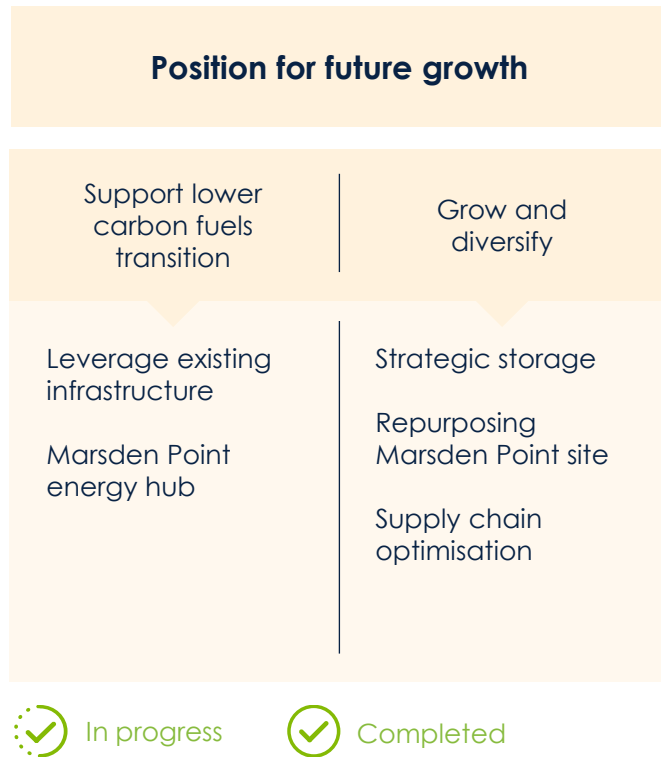 Position for future growth
Support lower
carbon fuels
transition
Grow and
diversify
Leverage existing
infrastructure
Marsden Point
energy hub
Strategic storage
Repurposing
Marsden Point site
Supply chain
optimisation
In progress
Completed